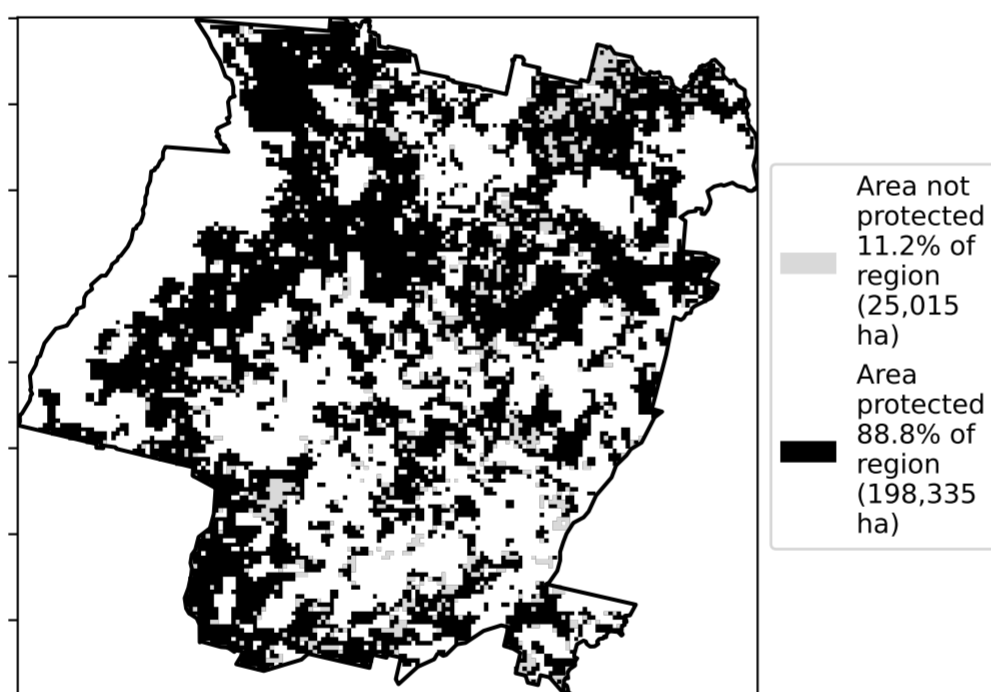 Area not
protected
11.2% of
region
(25,015
ha)
Area
protected
88.8% of
region
(198,335
ha)